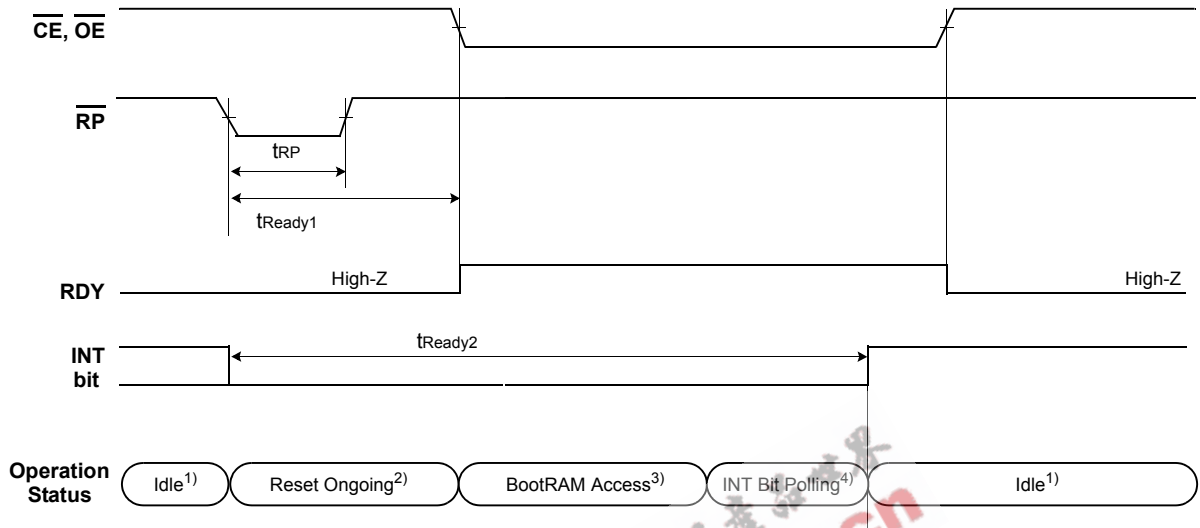 CE, OE
RP
tRP
tReady1
RDY
High-Z
High-Z
INT
bit
tReady2
Operation
Status
Idle1)
Reset Ongoing2)
BootRAM Access3)
INT Bit Polling4)
Idle1)